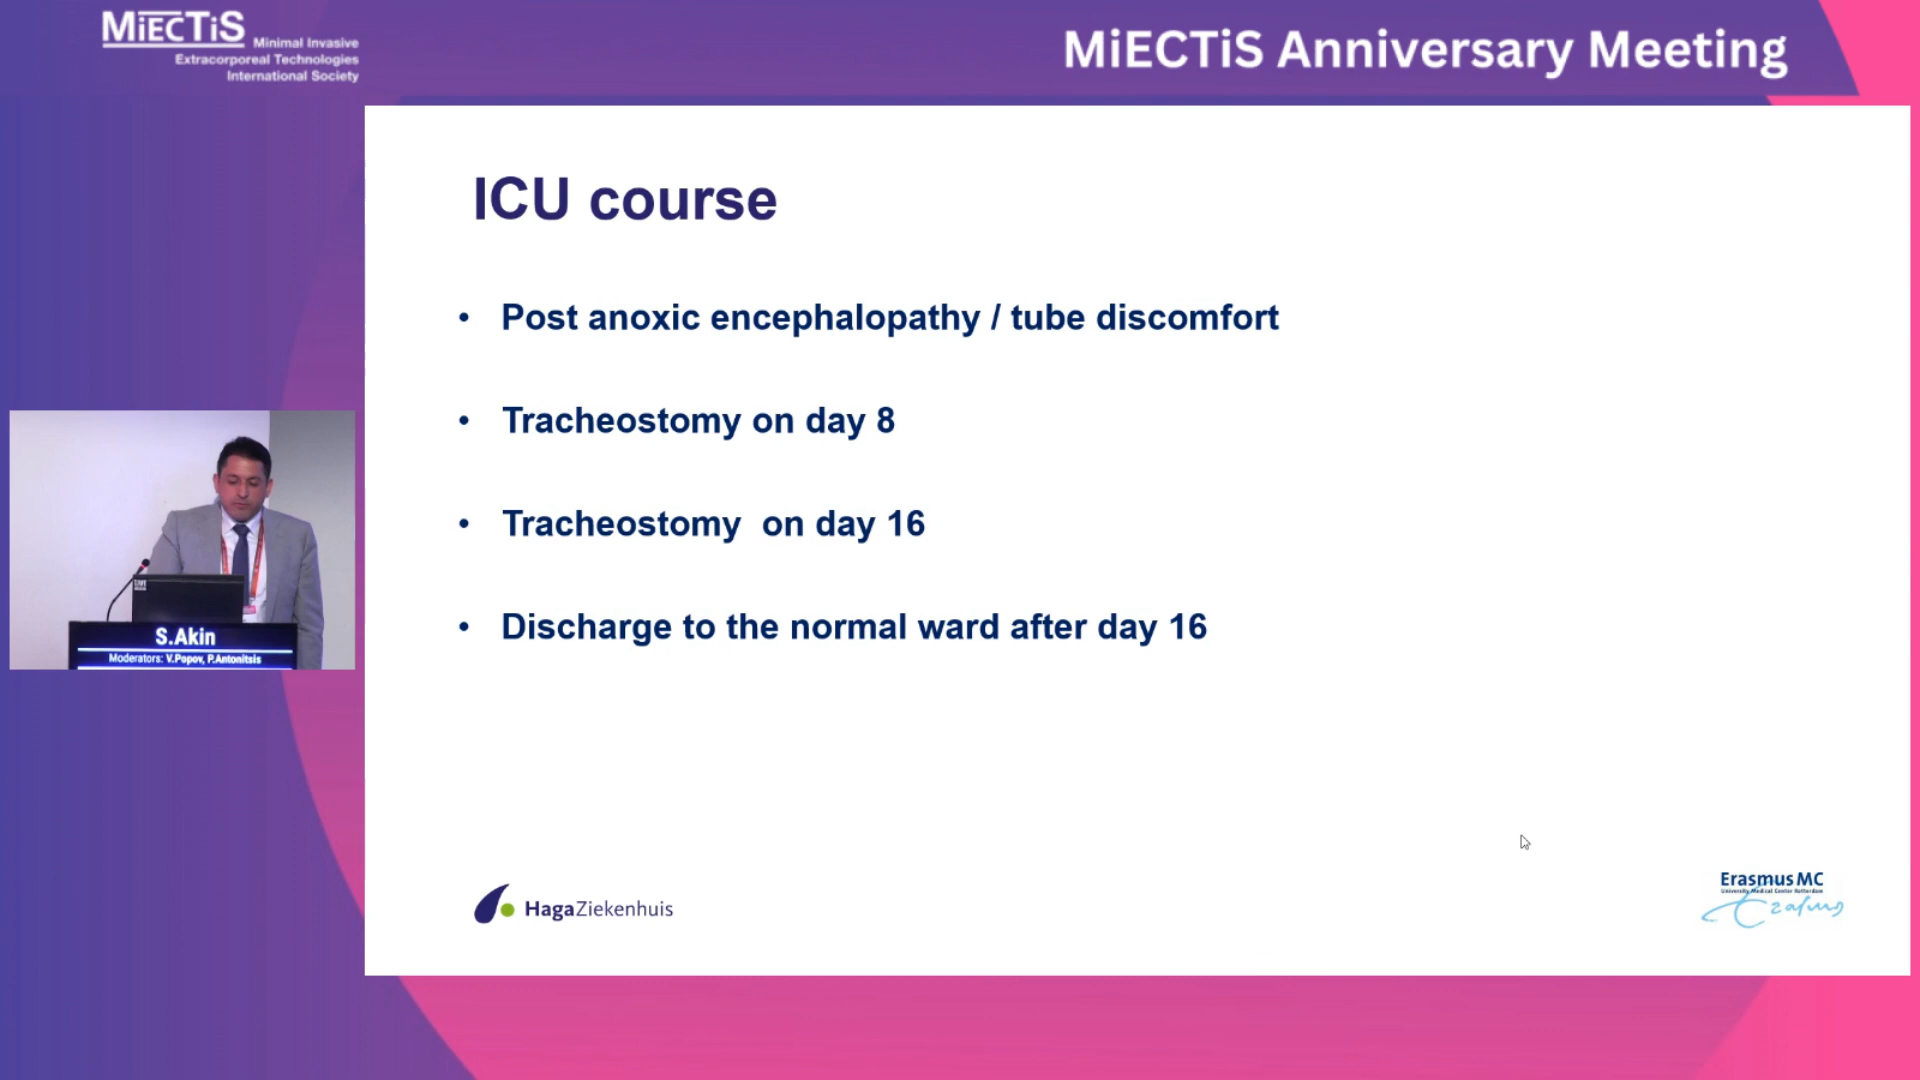 MiECTiS
Minimal Invasive
Extracorporeal Technologies
International Society
MiECTiS Anniversary Meeting
ICU course
• Post anoxic encephalopathy / tube discomfort
• Tracheostomy on day 8
• Tracheostomy  on day 16
• Discharge to the normal ward after day 16
S.Akin
Moderators: V.Popov, P.Antonitsis
HagaZiekenhuis
Erasmus MC
University Medical Center Rotterdam
Erasmus